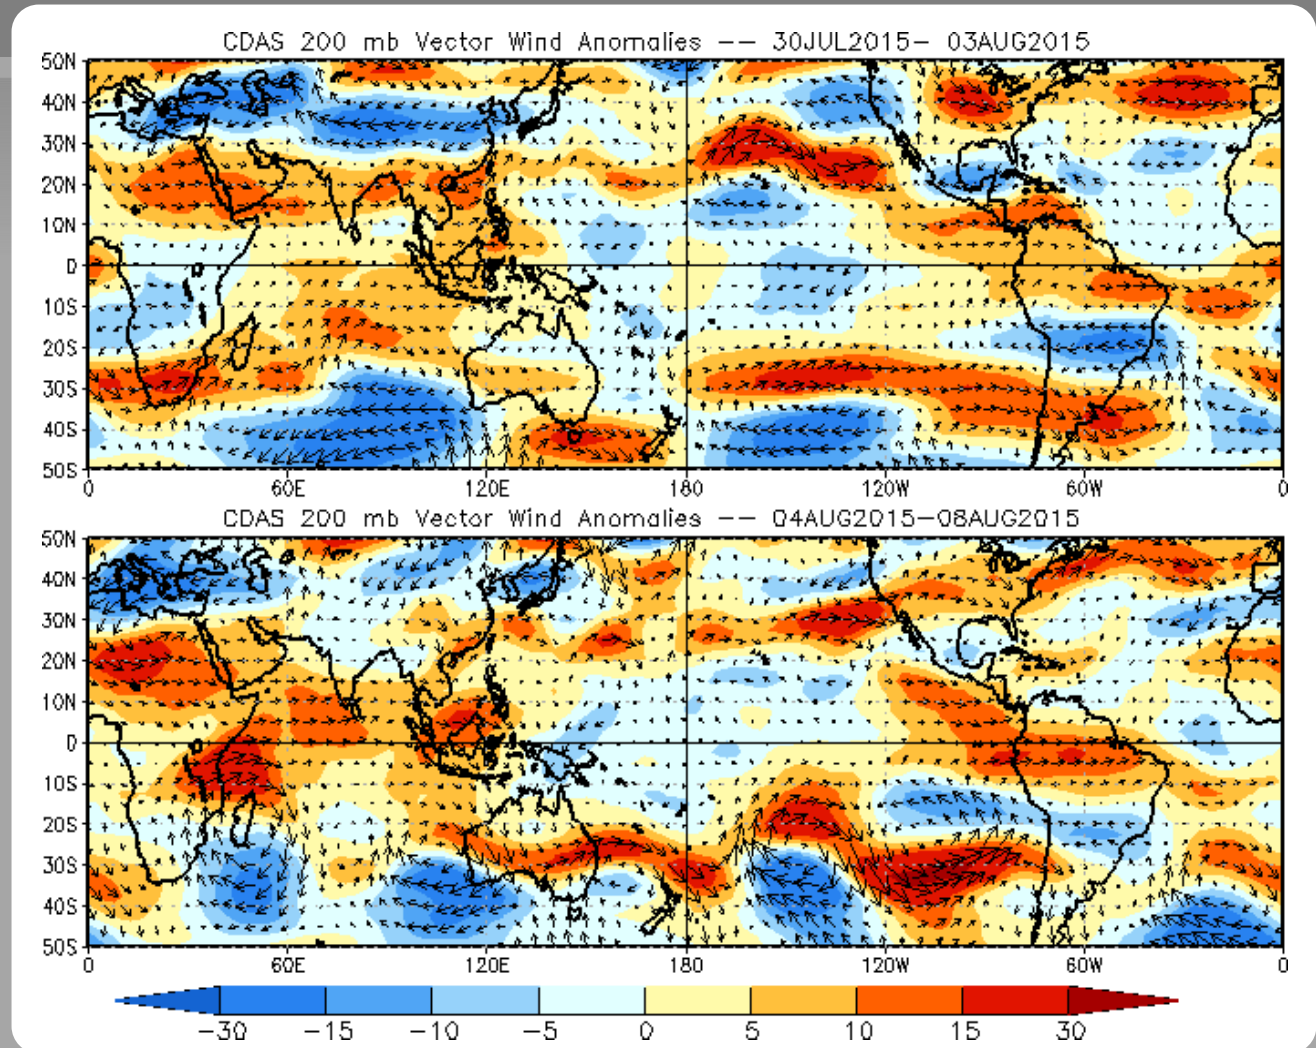 CDAS 200 mb Vector Wind Anomalies -- 30JUL2015- 03AUG2015
50N
40N
30N
20N
10N
0
10S
20S
30S
40S
50S
0 60E 120E 180 120W 60W 0
CDAS 200 mb Vector Wind Anomalies -- 04AUG2015-08AUG2015
50N
40N
30N
20N
10N
0
10S
20S
30S
40S
50S
0 60E 120E 180 120W 60W 0
-30 -15 -10 -5 0 5 10 15 30